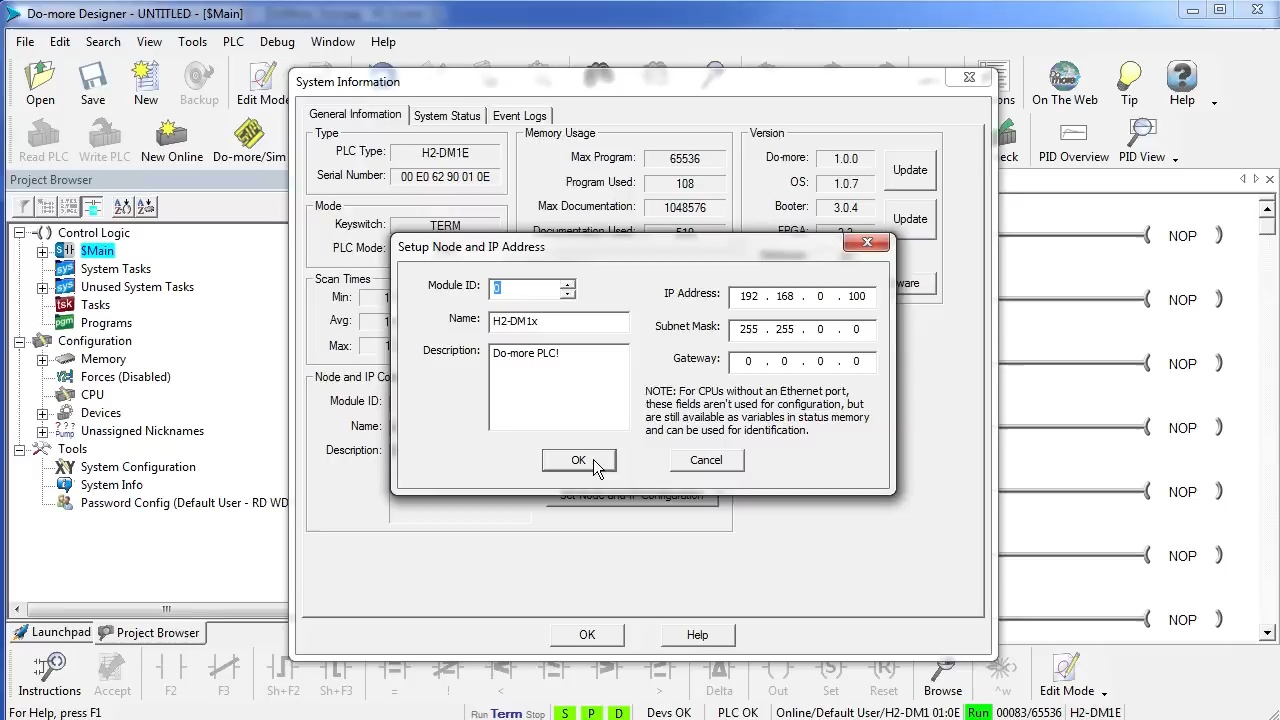 Do-more Designer - UNTITLED - [$Main]
File Edit Search View Tools PLC Debug Window Help
Open Save New Backup Edit Mode On The Web Tip Help
Read PLC Write PLC New Online Do-more/Sim PID Overview PID View
Project Browser
Control Logic
$Main
System Tasks
Unused System Tasks
Tasks
Programs
Configuration
Memory
Forces (Disabled)
CPU
Devices
Unassigned Nicknames
Tools
System Configuration
System Info
Password Config (Default User - RD WD
Launchpad Project Browser
System Information
General Information System Status Event Logs
Type
PLC Type: H2-DM1E
Serial Number: 00 E0 62 90 01 0E
Mode
Keyswitch: TERM
PLC Mode:
Scan Times
Min:
Avg:
Max:
Node and IP Co
Module ID:
Name:
Description:
Memory Usage
Max Program: 65536
Program Used: 108
Max Documentation: 1048576
Documentation Used: 510
Version
Do-more: 1.0.0
OS: 1.0.7
Booter: 3.0.4
Update
Update
ware
Set Node and IP Configuration
OK Help
Setup Node and IP Address
Module ID: 0
Name: H2-DM1x
Description: Do-more PLC!
IP Address: 192 . 168 . 0 . 100
Subnet Mask: 255 . 255 . 0 . 0
Gateway: 0 . 0 . 0 . 0
NOTE: For CPUs without an Ethernet port,
these fields aren't used for configuration, but
are still available as variables in status memory
and can be used for identification.
OK Cancel
NOP
NOP
NOP
NOP
NOP
NOP
NOP
Instructions Accept F2 F3 Sh+F2 Sh+F3 = ! < > Delta Out Set Reset Browse ^w Edit Mode
For Help, press F1 Run Term Stop S P D Devs OK PLC OK Online/Do-more/H2-DM1 01:0E Run 00083/65536 H2-DM1E